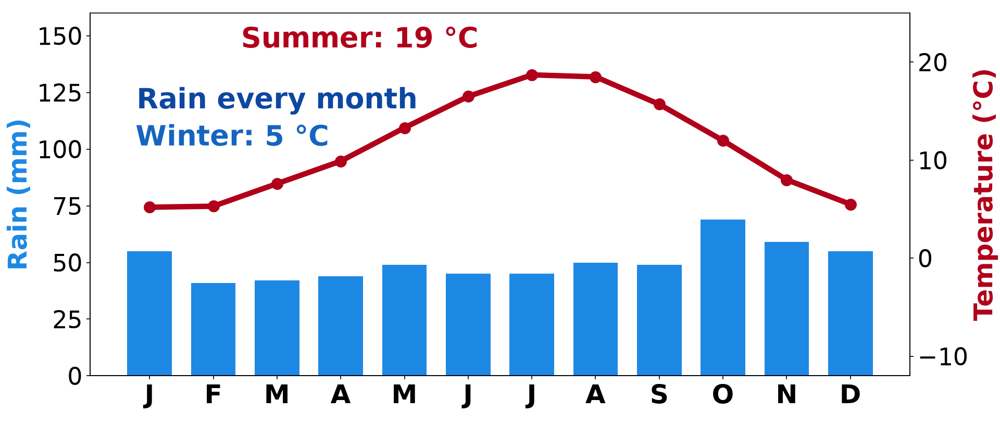 Summer: 19 °C
Rain every month
Winter: 5 °C
Rain (mm)
150
125
100
75
50
25
0
Temperature (°C)
20
10
0
−10
J F M A M J J A S O N D